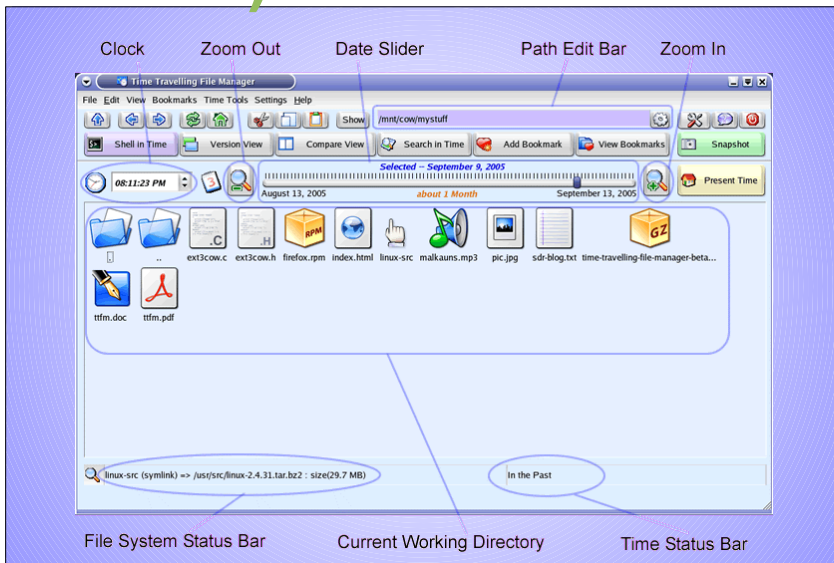 Clock Zoom Out Date Slider Path Edit Bar Zoom In
Time Travelling File Manager
File Edit View Bookmarks Time Tools Settings Help
Show /mnt/cow/mystuff
Shell in Time Version View Compare View Search in Time Add Bookmark View Bookmarks Snapshot
Selected -- September 9, 2005
08:11:23 PM 3 Present Time
August 13, 2005 about 1 Month September 13, 2005
.C .H RPM GZ
. .. ext3cow.c ext3cow.h firefox.rpm index.html linux-src malkauns.mp3 pic.jpg sdr-blog.txt time-travelling-file-manager-beta...
ttfm.doc ttfm.pdf
linux-src (symlink) => /usr/src/linux-2.4.31.tar.bz2 : size(29.7 MB) In the Past
File System Status Bar Current Working Directory Time Status Bar